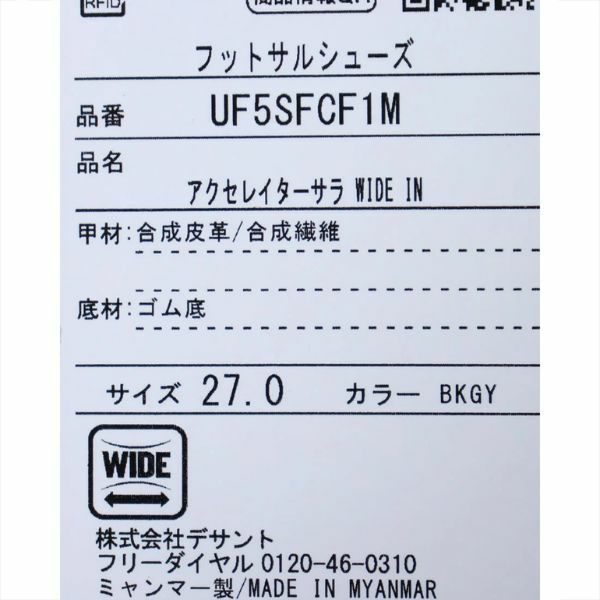 RFID
フットサルシューズ
品番 UF5SFCF1M
品名
アクセレイターサラ WIDE IN
甲材:合成皮革/合成繊維
底材:ゴム底
サイズ 27.0 カラー BKGY
WIDE
株式会社デサント
フリーダイヤル 0120-46-0310
ミャンマー製/MADE IN MYANMAR